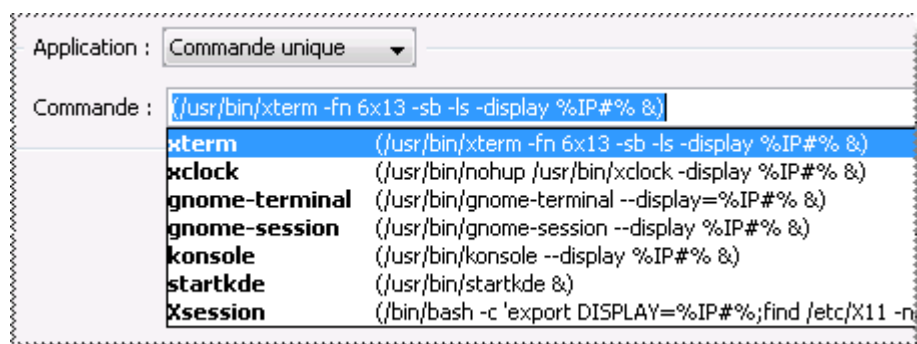 Application : Commande unique
Commande : (/usr/bin/xterm -fn 6x13 -sb -ls -display %IP#% &)
xterm (/usr/bin/xterm -fn 6x13 -sb -ls -display %IP#% &)
xclock (/usr/bin/nohup /usr/bin/xclock -display %IP#% &)
gnome-terminal (/usr/bin/gnome-terminal --display=%IP#% &)
gnome-session (/usr/bin/gnome-session --display %IP#% &)
konsole (/usr/bin/konsole --display %IP#% &)
startkde (/usr/bin/startkde &)
Xsession (/bin/bash -c 'export DISPLAY=%IP#%;find /etc/X11 -n